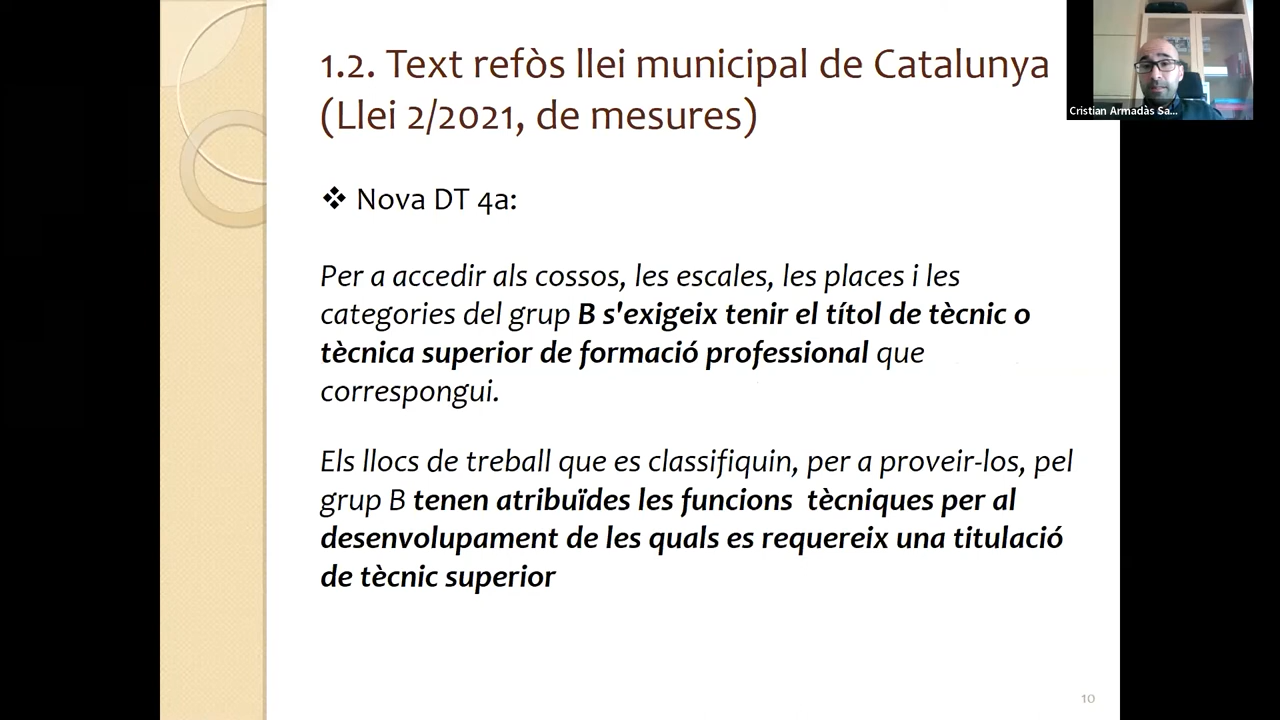 1.2. Text refòs llei municipal de Catalunya
(Llei 2/2021, de mesures)
Cristian Armadàs Sa...
❖ Nova DT 4a:
Per a accedir als cossos, les escales, les places i les
categories del grup B s'exigeix tenir el títol de tècnic o
tècnica superior de formació professional que
correspongui.
Els llocs de treball que es classifiquin, per a proveir-los, pel
grup B tenen atribuïdes les funcions  tècniques per al
desenvolupament de les quals es requereix una titulació
de tècnic superior
10